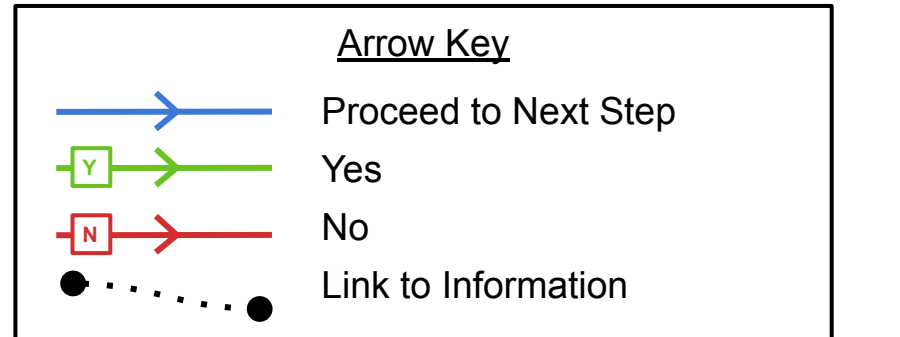 Arrow Key
Proceed to Next Step
Y Yes
N No
Link to Information